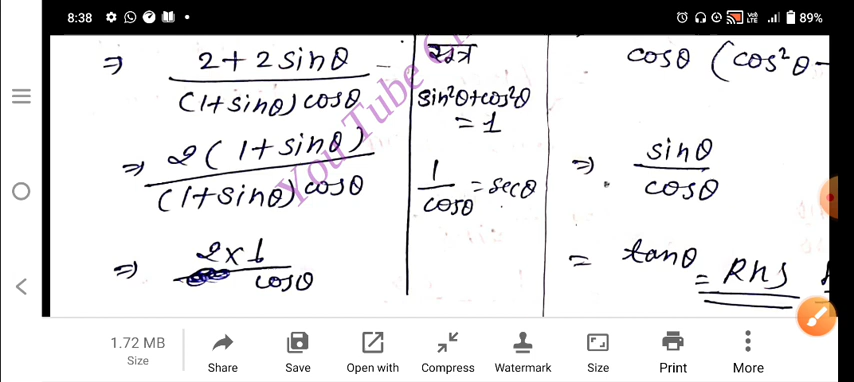 8:38
89%
⇒ 2+2sinθ / (1+sinθ)cosθ
⇒ 2(1+sinθ) / (1+sinθ)cosθ
⇒ 2×1 / cosθ
सूत्र
sin²θ+cos²θ
= 1
1/cosθ = secθ
cosθ (cos²θ-
⇒ sinθ / cosθ
= tanθ
= RHS
You Tube
1.72 MB
Size
Share
Save
Open with
Compress
Watermark
Size
Print
More